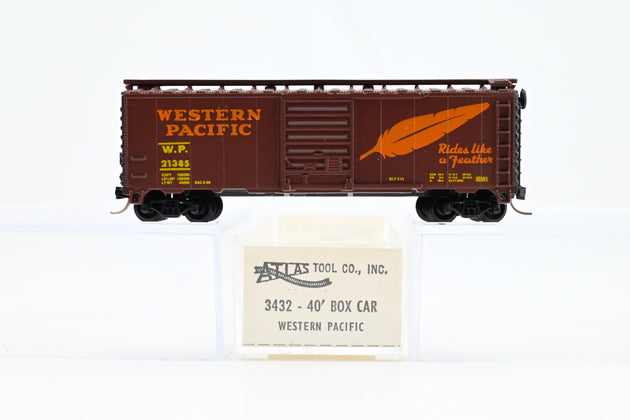 WESTERN
PACIFIC
W.P.
21385
Rides like
a Feather
ATLAS TOOL CO., INC.
3432 - 40' BOX CAR
WESTERN PACIFIC